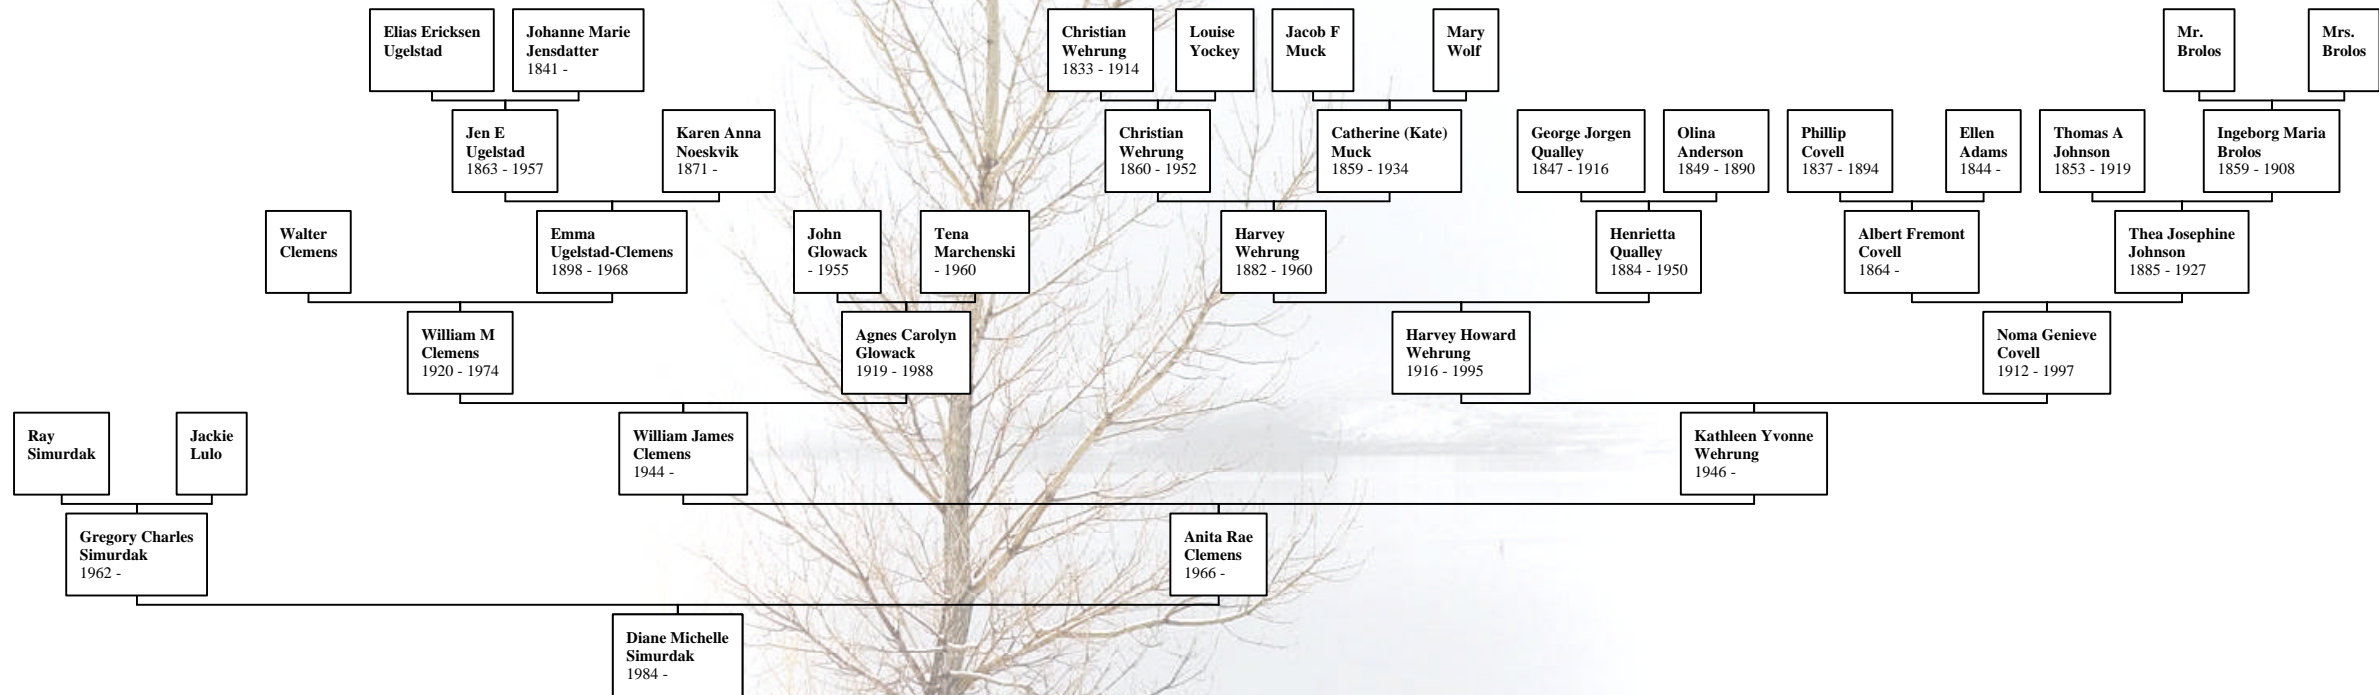 Elias Ericksen
Ugelstad
Johanne Marie
Jensdatter
1841 -
Christian
Wehrung
1833 - 1914
Louise
Yockey
Jacob F
Muck
Mary
Wolf
Mr.
Brolos
Mrs.
Brolos
Jen E
Ugelstad
1863 - 1957
Karen Anna
Noeskvik
1871 -
Christian
Wehrung
1860 - 1952
Catherine (Kate)
Muck
1859 - 1934
George Jorgen
Qualley
1847 - 1916
Olina
Anderson
1849 - 1890
Phillip
Covell
1837 - 1894
Ellen
Adams
1844 -
Thomas A
Johnson
1853 - 1919
Ingeborg Maria
Brolos
1859 - 1908
Walter
Clemens
Emma
Ugelstad-Clemens
1898 - 1968
John
Glowack
- 1955
Tena
Marchenski
- 1960
Harvey
Wehrung
1882 - 1960
Henrietta
Qualley
1884 - 1950
Albert Fremont
Covell
1864 -
Thea Josephine
Johnson
1885 - 1927
William M
Clemens
1920 - 1974
Agnes Carolyn
Glowack
1919 - 1988
Harvey Howard
Wehrung
1916 - 1995
Noma Genieve
Covell
1912 - 1997
Ray
Simurdak
Jackie
Lulo
William James
Clemens
1944 -
Kathleen Yvonne
Wehrung
1946 -
Gregory Charles
Simurdak
1962 -
Anita Rae
Clemens
1966 -
Diane Michelle
Simurdak
1984 -